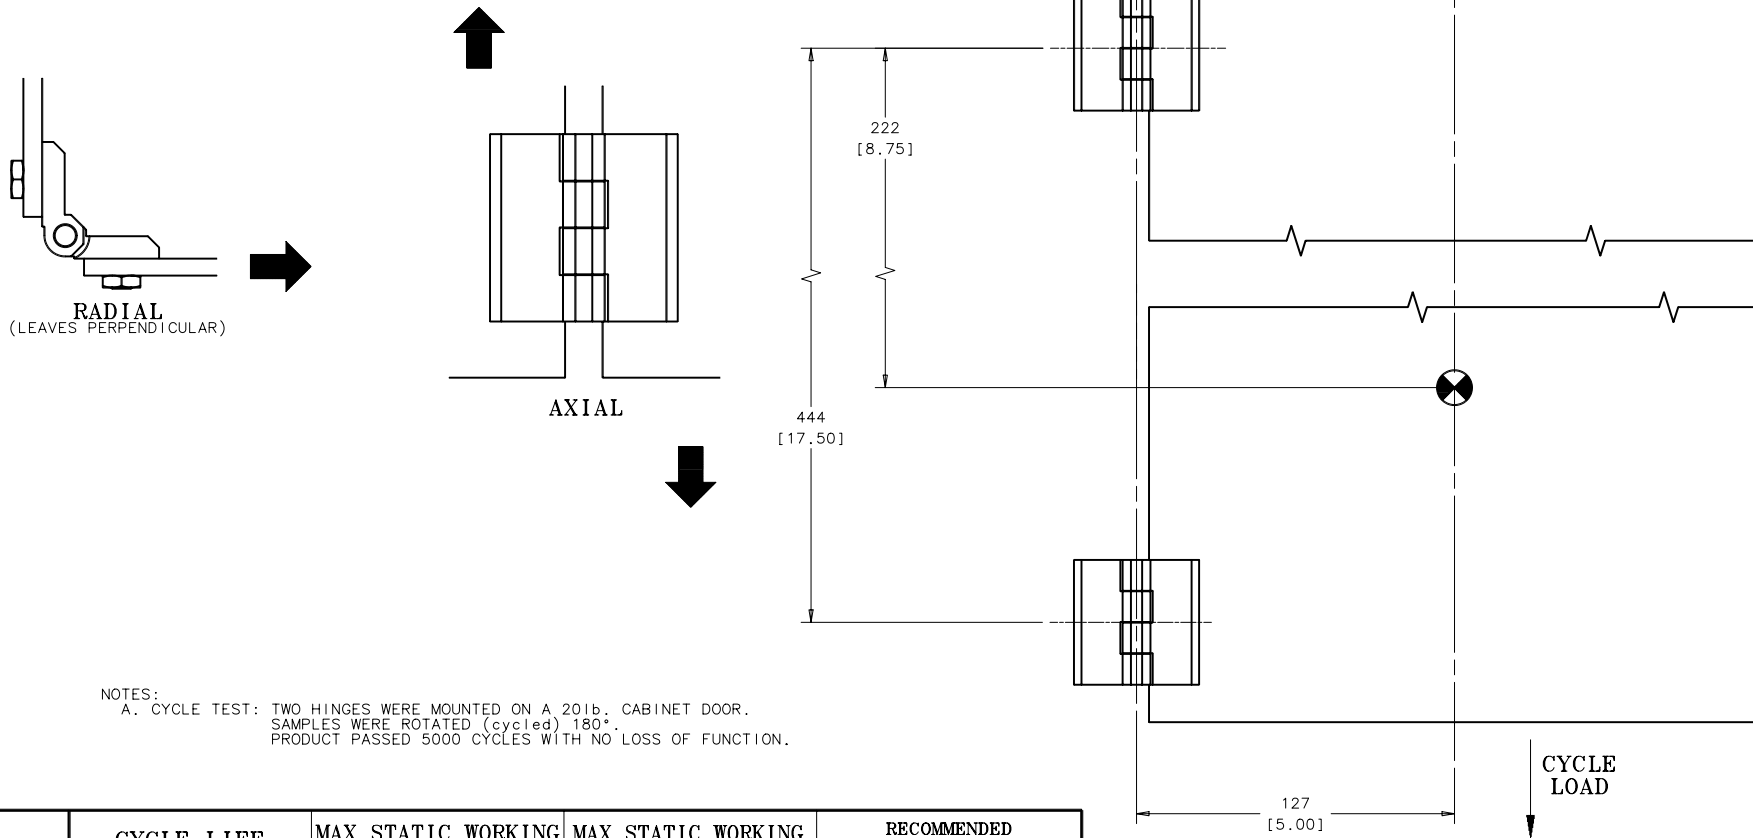 222
[8.75]
RADIAL
(LEAVES PERPENDICULAR)
AXIAL
444
[17.50]
NOTES:
A. CYCLE TEST: TWO HINGES WERE MOUNTED ON A 20lb. CABINET DOOR.
SAMPLES WERE ROTATED (cycled) 180°.
PRODUCT PASSED 5000 CYCLES WITH NO LOSS OF FUNCTION.
CYCLE
LOAD
127
[5.00]
CYCLE LIFE
MAX STATIC WORKING
MAX STATIC WORKING
RECOMMENDED